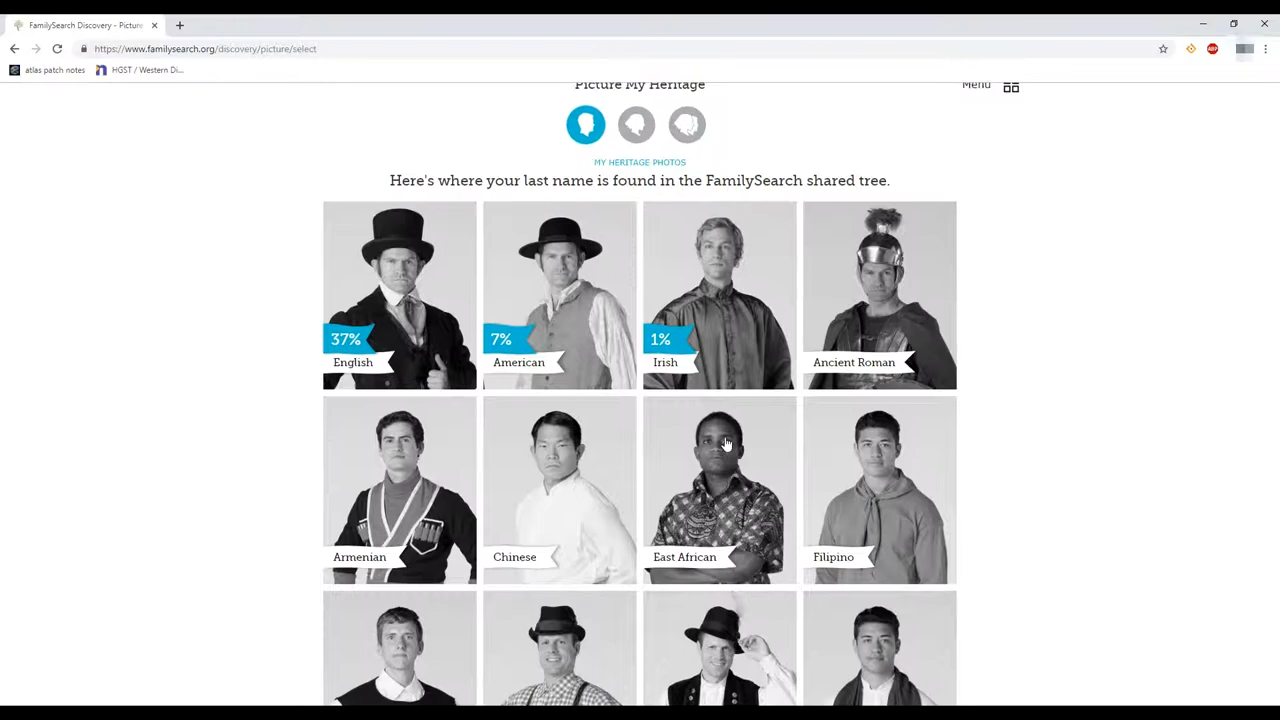 FamilySearch Discovery - Picture
https://www.familysearch.org/discovery/picture/select
ABP
atlas patch notes
HGST / Western Di...
Picture My Heritage
Menu
MY HERITAGE PHOTOS
Here's where your last name is found in the FamilySearch shared tree.
37%
English
7%
American
1%
Irish
Ancient Roman
Armenian
Chinese
East African
Filipino